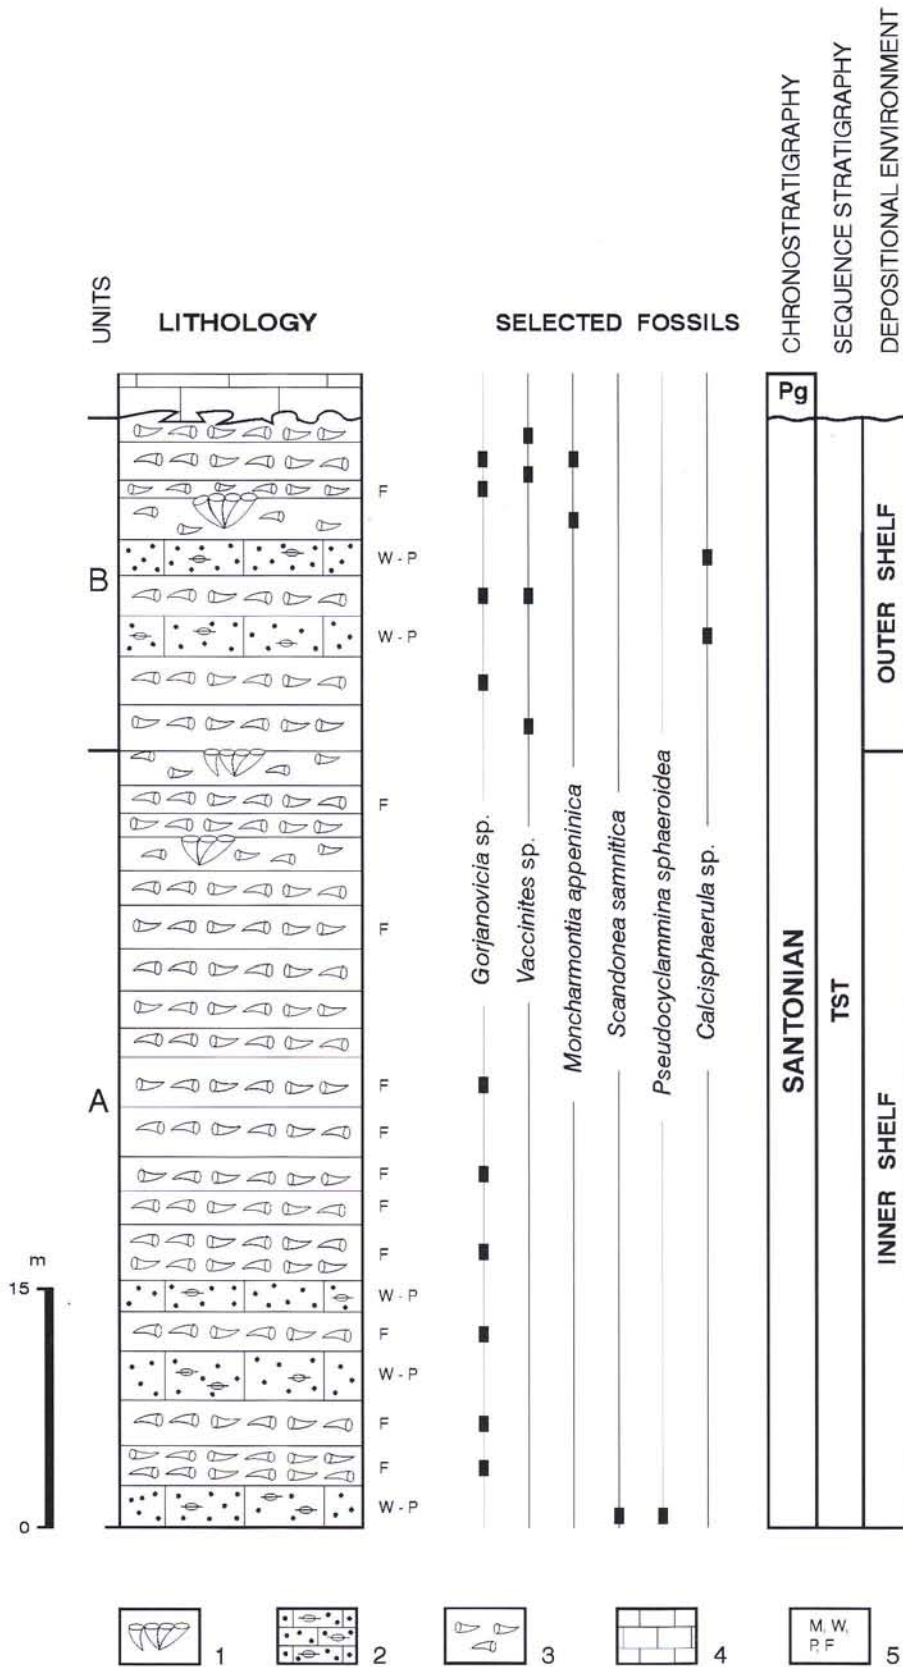 CHRONOSTRATIGRAPHY
SEQUENCE STRATIGRAPHY
DEPOSITIONAL ENVIRONMENT
UNITS
LITHOLOGY
SELECTED FOSSILS
Pg
F
W - P
B
W - P
OUTER SHELF
F
Gorjanovicia sp.
Vaccinites sp.
Moncharmontia appeninica
Scandonea samnitica
Pseudocyclammina sphaeroidea
Calcisphaerula sp.
F
SANTONIAN
TST
A
F
F
F
F
INNER SHELF
F
m
15
W - P
F
W - P
F
F
W - P
0
1
2
3
4
M, W,
P, F
5